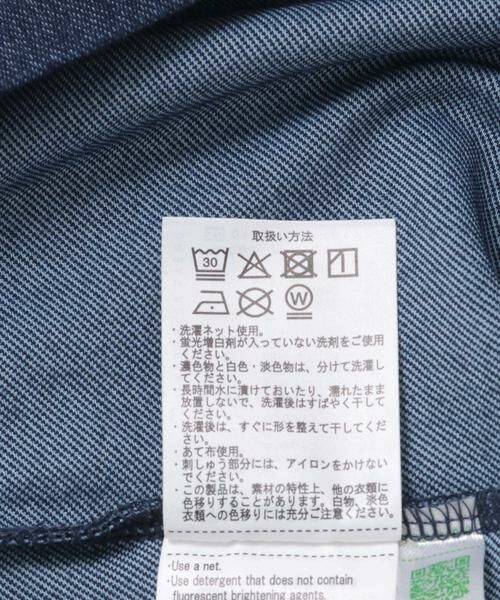 取扱い方法
30
W
・洗濯ネット使用。
・蛍光増白剤が入っていない洗剤をご使用
ください。
・濃色物と白色・淡色物は、分けて洗濯し
てください。
・長時間水に漬けておいたり、濡れたまま
放置しないで、洗濯後はすばやく干して
ください。
・洗濯後は、すぐに形を整えて干してくだ
さい。
・あて布使用。
・刺しゅう部分には、アイロンをかけない
でください。
・この製品は、素材の特性上、他の衣類に
色移りすることがあります。白物、淡色
衣類への色移りには充分ご注意ください。
・Use a net.
・Use detergent that does not contain
fluorescent brightening agents.